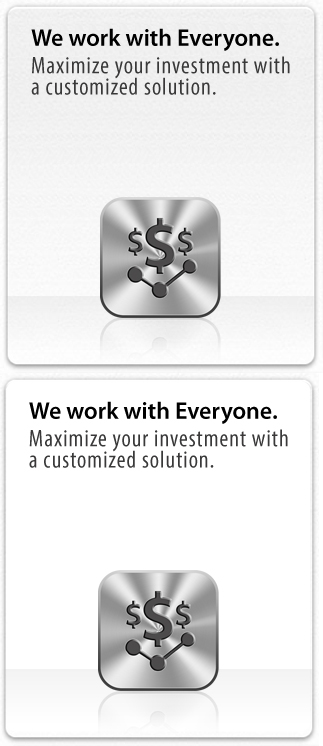 We work with Everyone.
Maximize your investment with
a customized solution.
$ $ $
We work with Everyone.
Maximize your investment with
a customized solution.
$ $ $